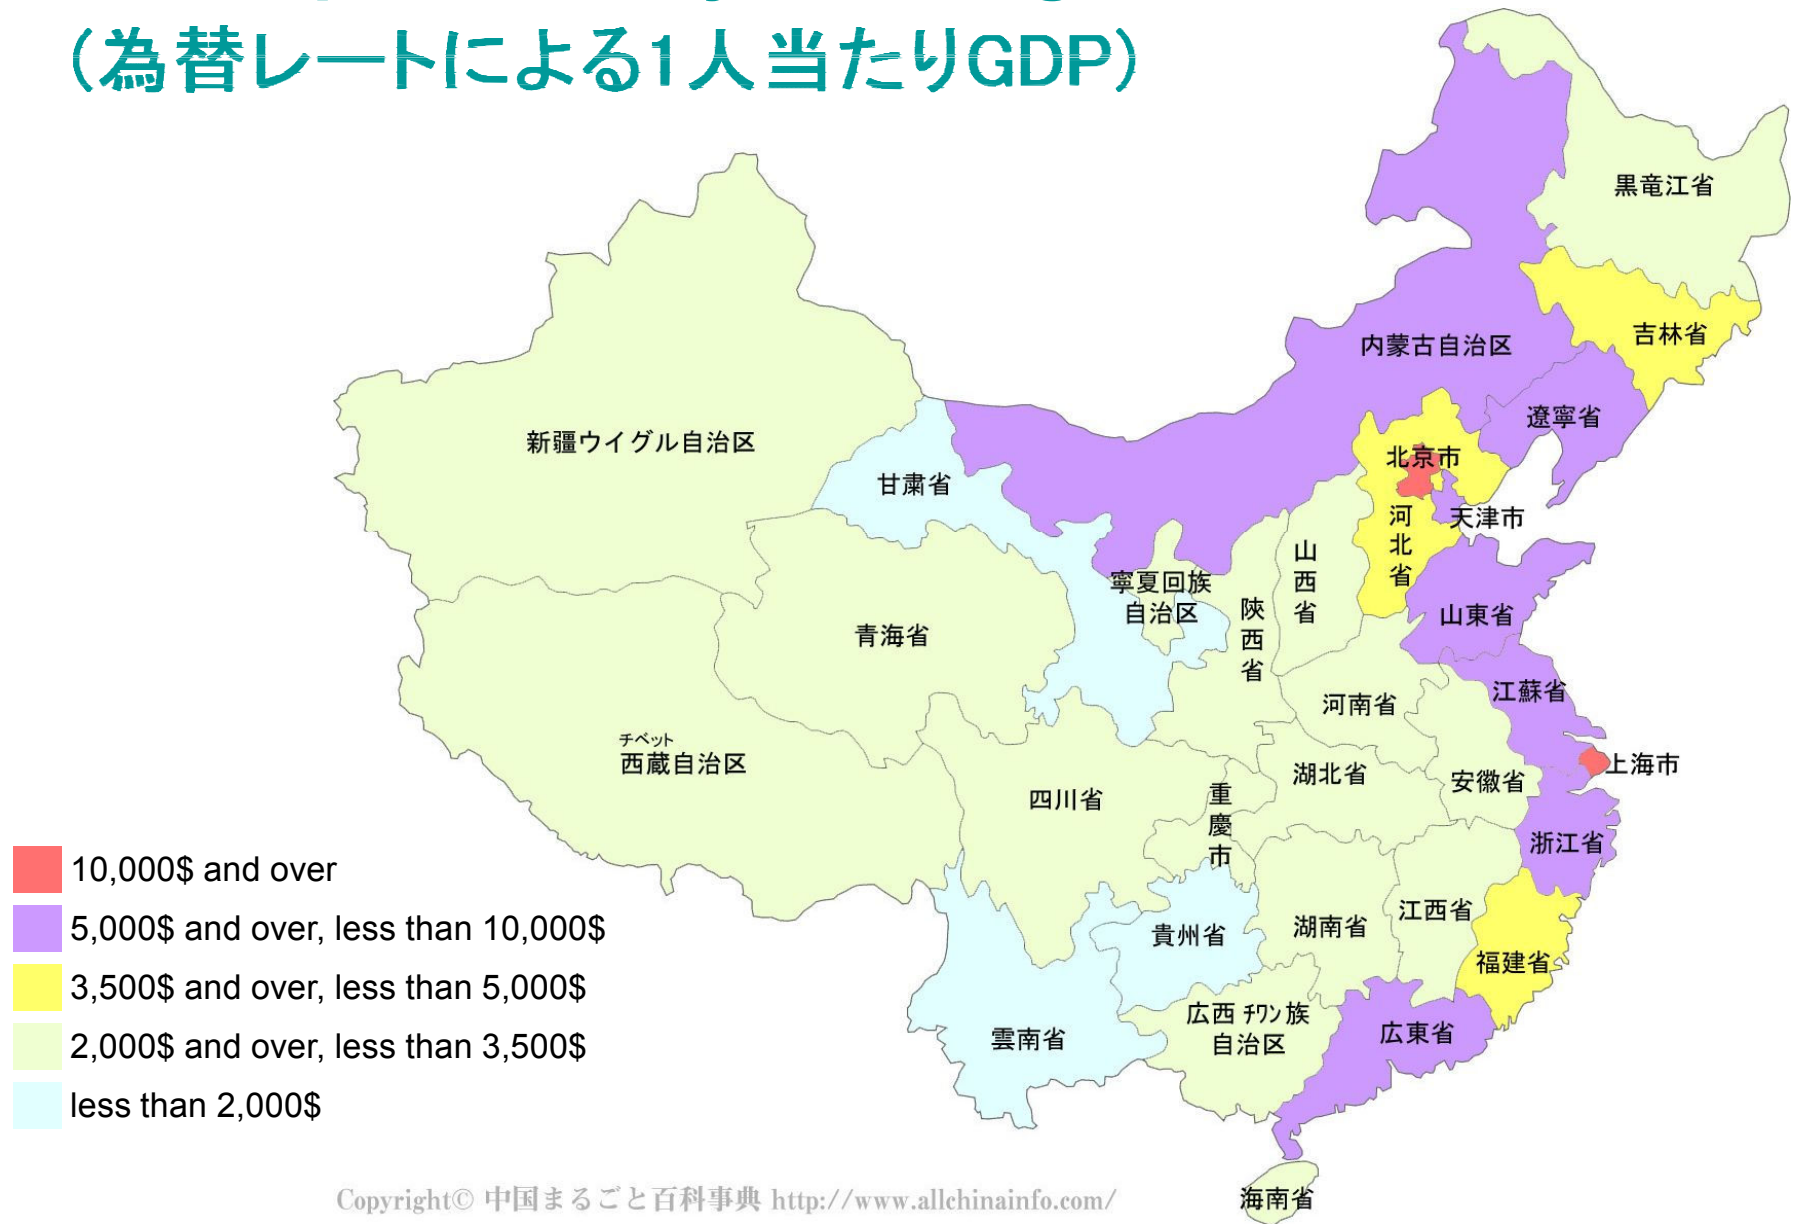 (為替レートによる1人当たりGDP)
黒竜江省
吉林省
内蒙古自治区
遼寧省
新疆ウイグル自治区
甘粛省
北京市
天津市
河北省
山西省
寧夏回族
自治区
陝西省
山東省
青海省
江蘇省
河南省
チベット
西蔵自治区
上海市
湖北省
安徽省
四川省
重慶市
浙江省
江西省
湖南省
貴州省
福建省
広西 ﾁﾜﾝ 族
自治区
広東省
雲南省
海南省
10,000$ and over
5,000$ and over, less than 10,000$
3,500$ and over, less than 5,000$
2,000$ and over, less than 3,500$
less than 2,000$
Copyright© 中国まるごと百科事典 http://www.allchinainfo.com/